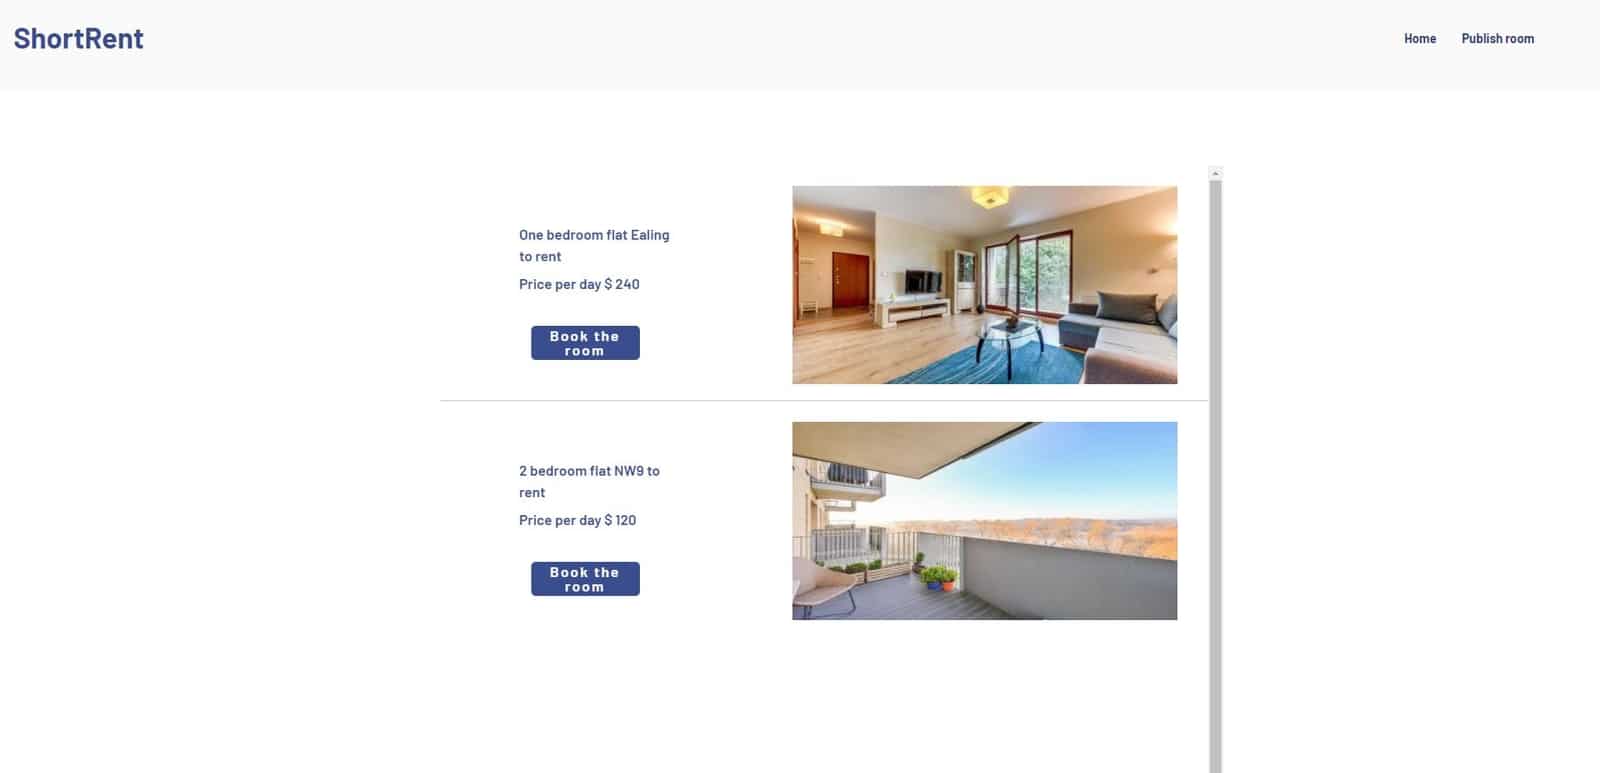 ShortRent
Home
Publish room
One bedroom flat Ealing
to rent
Price per day $ 240
Book the
room
2 bedroom flat NW9 to
rent
Price per day $ 120
Book the
room